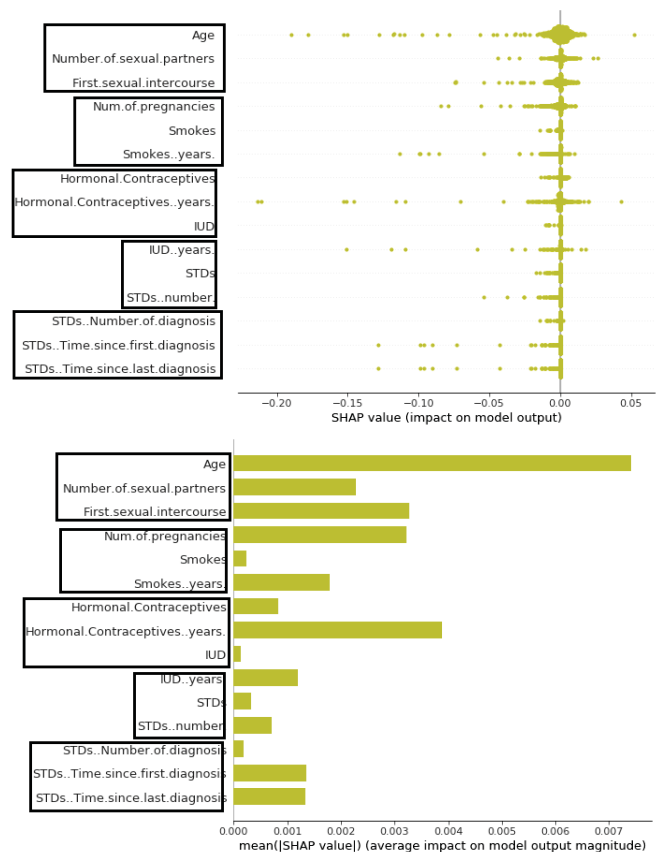 Age
Number.of.sexual.partners
First.sexual.intercourse
Num.of.pregnancies
Smokes
Smokes..years.
Hormonal.Contraceptives
Hormonal.Contraceptives..years.
IUD
IUD..years.
STDs
STDs..number.
STDs..Number.of.diagnosis
STDs..Time.since.first.diagnosis
STDs..Time.since.last.diagnosis
−0.20 −0.15 −0.10 −0.05 0.00 0.05
SHAP value (impact on model output)
Age
Number.of.sexual.partners
First.sexual.intercourse
Num.of.pregnancies
Smokes
Smokes..years.
Hormonal.Contraceptives
Hormonal.Contraceptives..years.
IUD
IUD..years.
STDs
STDs..number.
STDs..Number.of.diagnosis
STDs..Time.since.first.diagnosis
STDs..Time.since.last.diagnosis
0.000 0.001 0.002 0.003 0.004 0.005 0.006 0.007
mean(|SHAP value|) (average impact on model output magnitude)